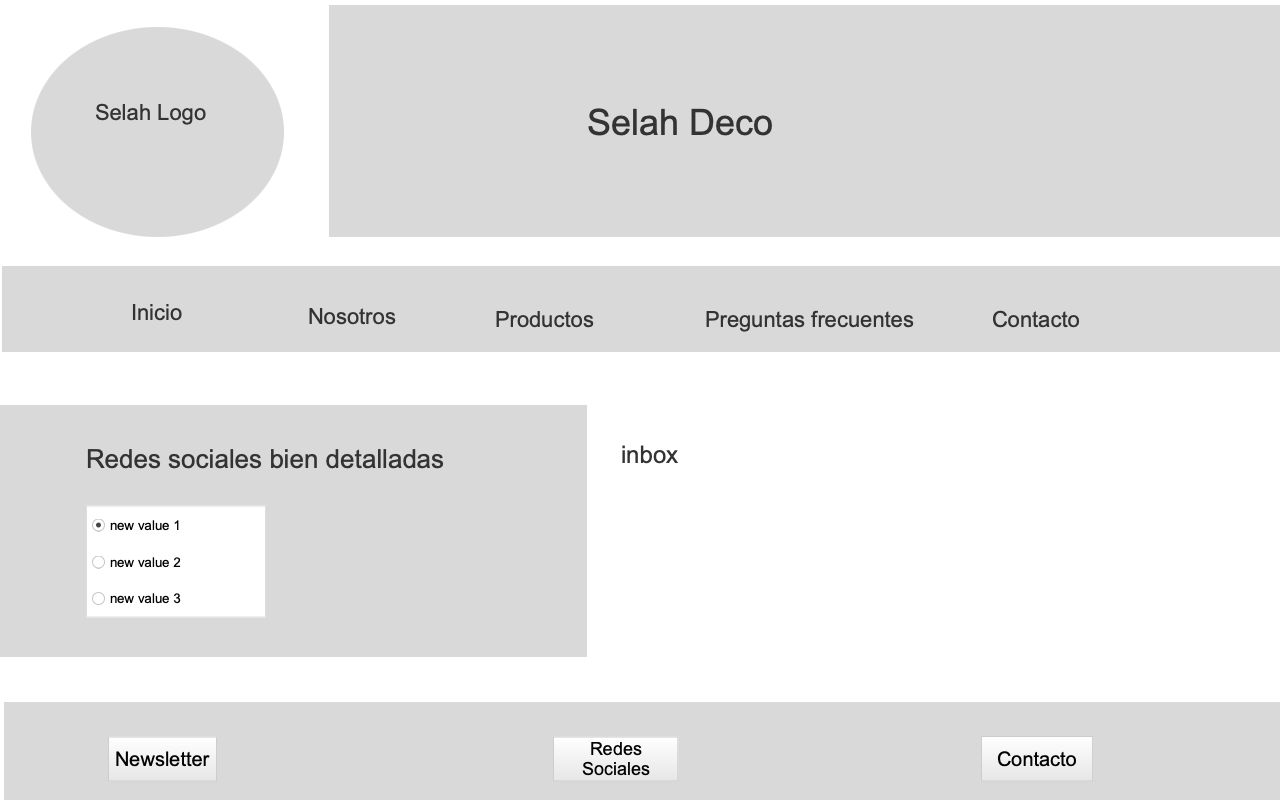 Selah Logo
Selah Deco
Inicio
Nosotros
Productos
Preguntas frecuentes
Contacto
Redes sociales bien detalladas
new value 1
new value 2
new value 3
inbox
Newsletter
Redes
Sociales
Contacto